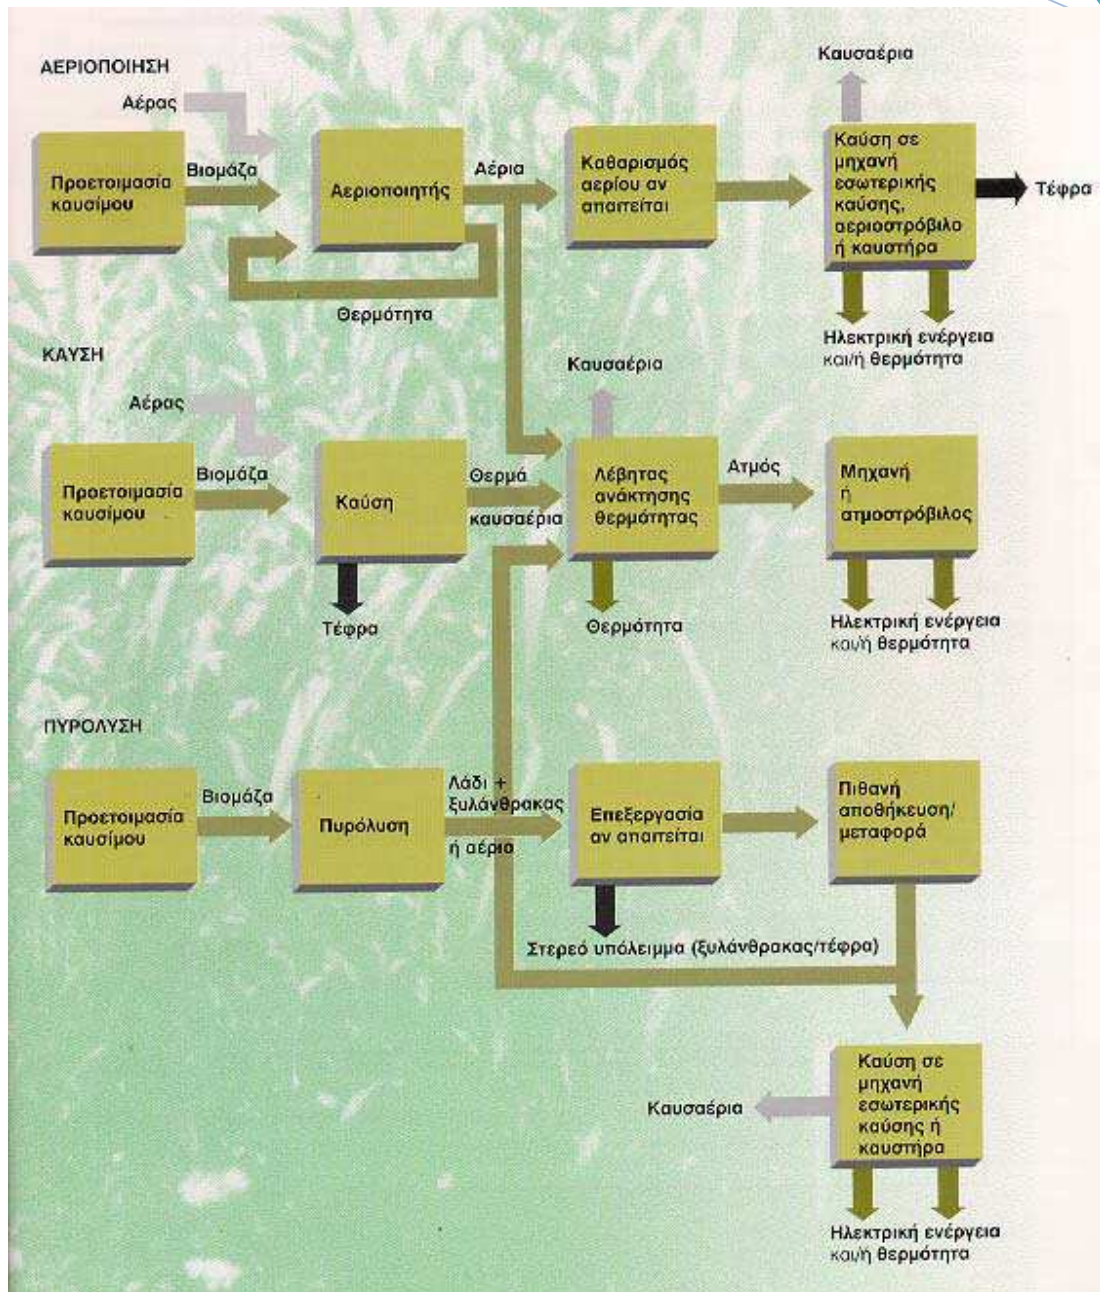 ΑΕΡΙΟΠΟΙΗΣΗ
Αέρας
Προετοιμασία
καυσίμου
Βιομάζα
Αεριοποιητής
Αέρια
Καθαρισμός
αερίου αν
απαιτείται
Καυσαέρια
Καύση σε
μηχανή
εσωτερικής
καύσης,
αεριοστρόβιλο
ή καυστήρα
Τέφρα
Θερμότητα
Ηλεκτρική ενέργεια
και/ή θερμότητα
ΚΑΥΣΗ
Αέρας
Προετοιμασία
καυσίμου
Βιομάζα
Καύση
Τέφρα
Θερμά
καυσαέρια
Καυσαέρια
Λέβητας
ανάκτησης
θερμότητας
Θερμότητα
Ατμός
Μηχανή
ή
ατμοστρόβιλος
Ηλεκτρική ενέργεια
και/ή θερμότητα
ΠΥΡΟΛΥΣΗ
Προετοιμασία
καυσίμου
Βιομάζα
Πυρόλυση
Λάδι +
ξυλάνθρακας
ή αέρια
Επεξεργασία
αν απαιτείται
Πιθανή
αποθήκευση/
μεταφορά
Στερεό υπόλειμμα (ξυλάνθρακας/τέφρα)
Καυσαέρια
Καύση σε
μηχανή
εσωτερικής
καύσης ή
καυστήρα
Ηλεκτρική ενέργεια
και/ή θερμότητα